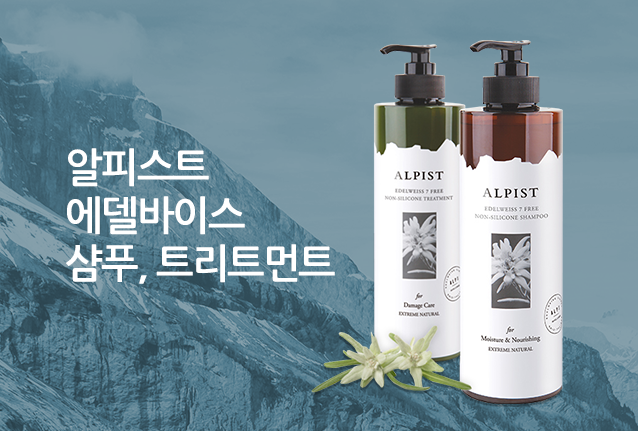 알피스트
에델바이스
샴푸, 트리트먼트
ALPIST
EDELWEISS 7 FREE
NON-SILICONE TREATMENT
for
Damage Care
EXTREME NATURAL
ALPIST
EDELWEISS 7 FREE
NON-SILICONE SHAMPOO
for
Moisture & Nourishing
EXTREME NATURAL